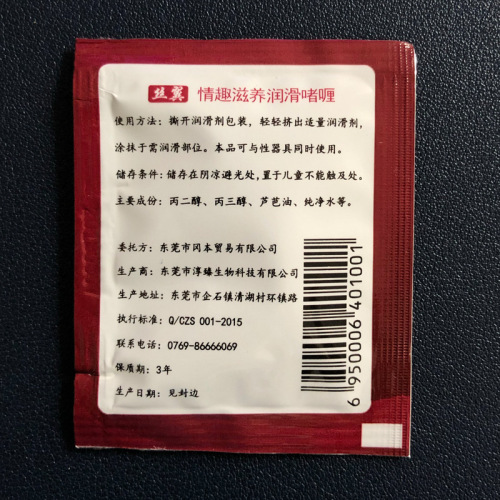 丝翼 情趣滋养润滑啫喱
使用方法：撕开润滑剂包装，轻轻挤出适量润滑剂，
涂抹于需润滑部位。本品可与性器具同时使用。
储存条件：储存在阴凉避光处，置于儿童不能触及处。
主要成份：丙二醇、丙三醇、芦芭油、纯净水等。
委托方：东莞市闪本贸易有限公司
生产商：东莞市淳臻生物科技有限公司
生产地址：东莞市企石镇清湖村环镇路
执行标准：Q/CZS 001-2015
联系电话：0769-86666069
保质期：3年
生产日期：见封边
6 950006 401001